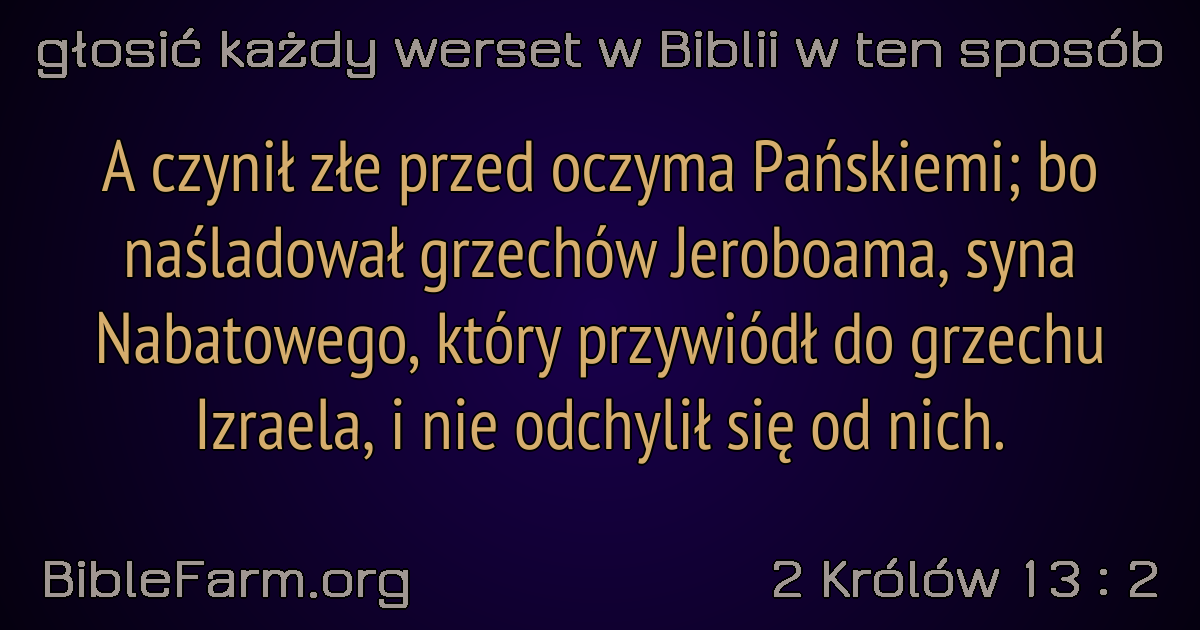 głosić każdy werset w Biblii w ten sposób
A czynił złe przed oczyma Pańskiemi; bo
naśladował grzechów Jeroboama, syna
Nabatowego, który przywiódł do grzechu
Izraela, i nie odchylił się od nich.
BibleFarm.org
2 Królów 13 : 2